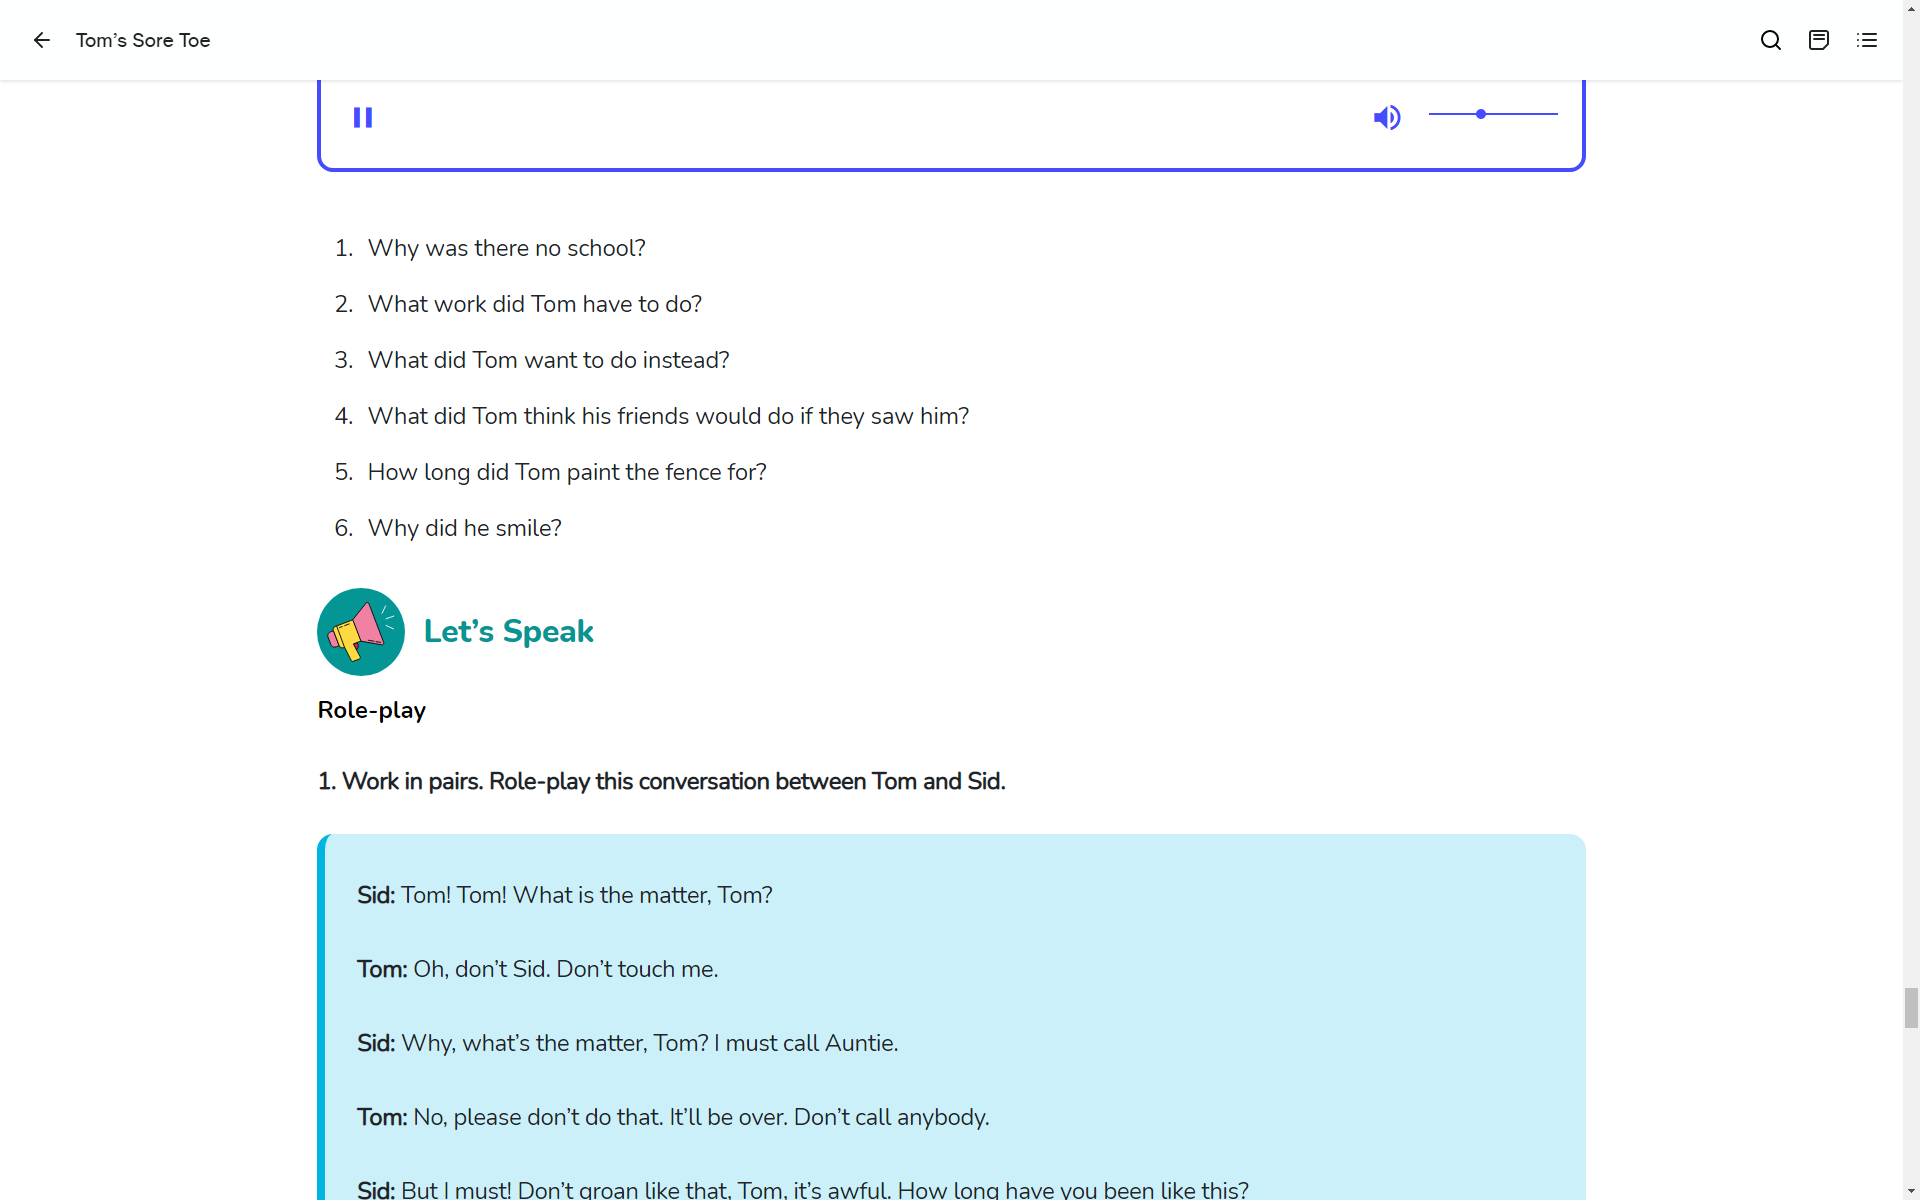 Tom’s Sore Toe
1. Why was there no school?
2. What work did Tom have to do?
3. What did Tom want to do instead?
4. What did Tom think his friends would do if they saw him?
5. How long did Tom paint the fence for?
6. Why did he smile?
Let’s Speak
Role-play
1. Work in pairs. Role-play this conversation between Tom and Sid.
Sid: Tom! Tom! What is the matter, Tom?
Tom: Oh, don’t Sid. Don’t touch me.
Sid: Why, what’s the matter, Tom? I must call Auntie.
Tom: No, please don’t do that. It’ll be over. Don’t call anybody.
Sid: But I must! Don’t groan like that, Tom, it’s awful. How long have you been like this?